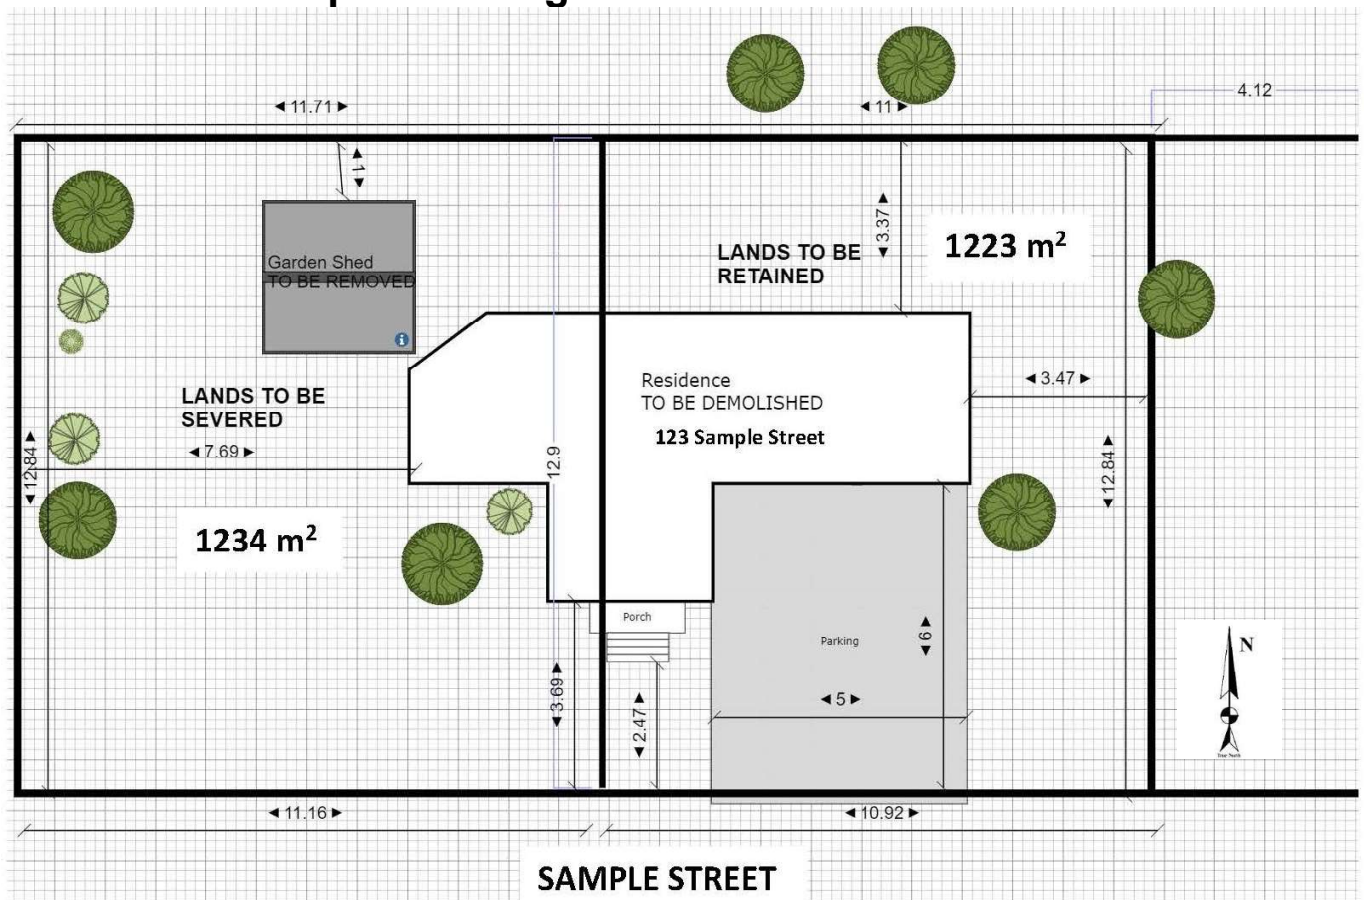 11.71
11
4.12
1
3.37
1223 m²
LANDS TO BE
RETAINED
Garden Shed
TO BE REMOVED
Residence
TO BE DEMOLISHED
123 Sample Street
3.47
LANDS TO BE
SEVERED
7.69
12.84
12.9
12.84
1234 m²
Porch
Parking
6
N
3.69
2.47
5
True North
11.16
10.92
SAMPLE STREET